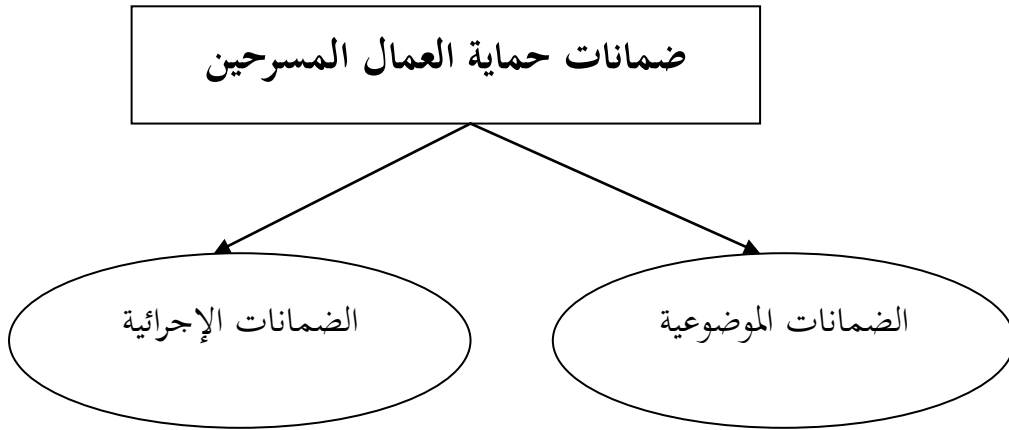 ضمانات حماية العمال المسرحين
الضمانات الموضوعية
الضمانات الإجرائية